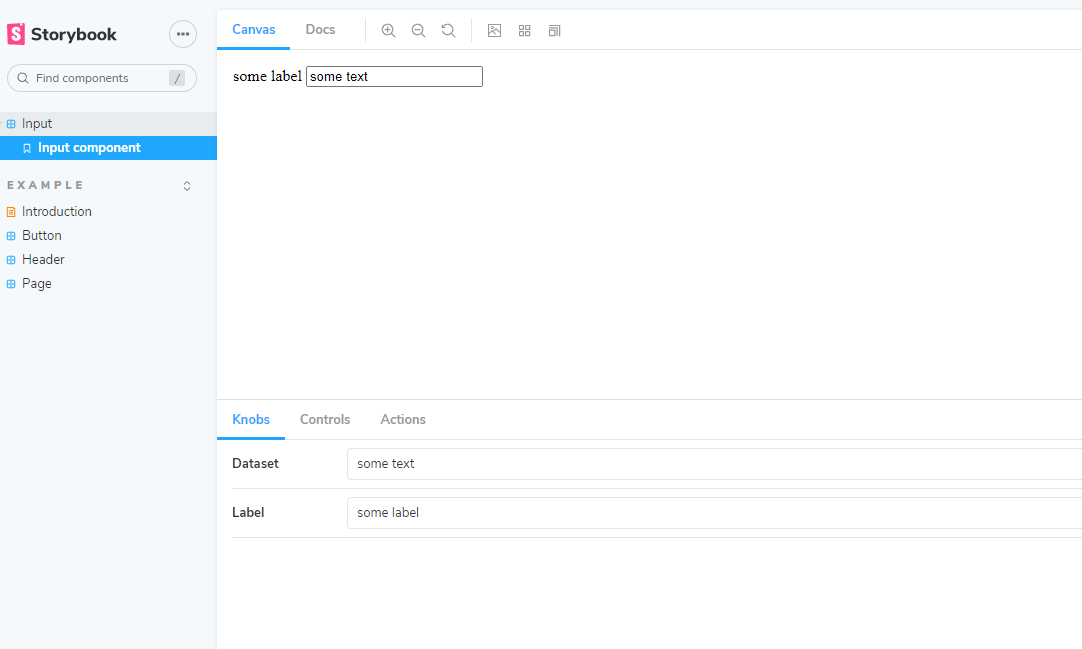 Storybook
Find components /
Input
Input component
EXAMPLE
Introduction
Button
Header
Page
Canvas Docs
some label some text
Knobs Controls Actions
Dataset some text
Label some label